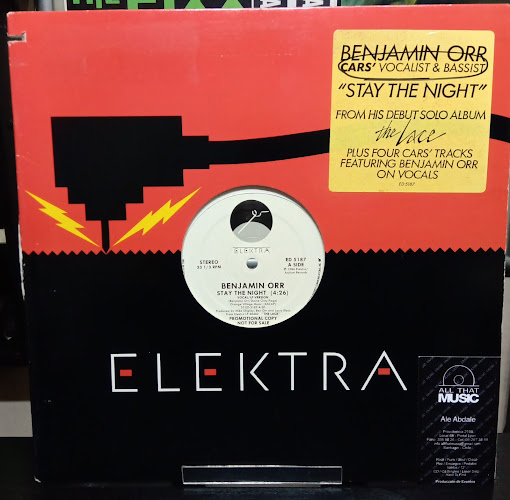 BENJAMIN ORR
CARS' VOCALIST & BASSIST
"STAY THE NIGHT"
FROM HIS DEBUT SOLO ALBUM
the Lace
PLUS FOUR CARS' TRACKS
FEATURING BENJAMIN ORR
ON VOCALS
ED 5187
ELEKTRA
STEREO
33 1/3 RPM
ED 5187
A SIDE
BENJAMIN ORR
STAY THE NIGHT (4:26)
VOCAL LP VERSION
PROMOTIONAL COPY
NOT FOR SALE
ELEKTRA
ALL THAT
MUSIC
Ale Abdale